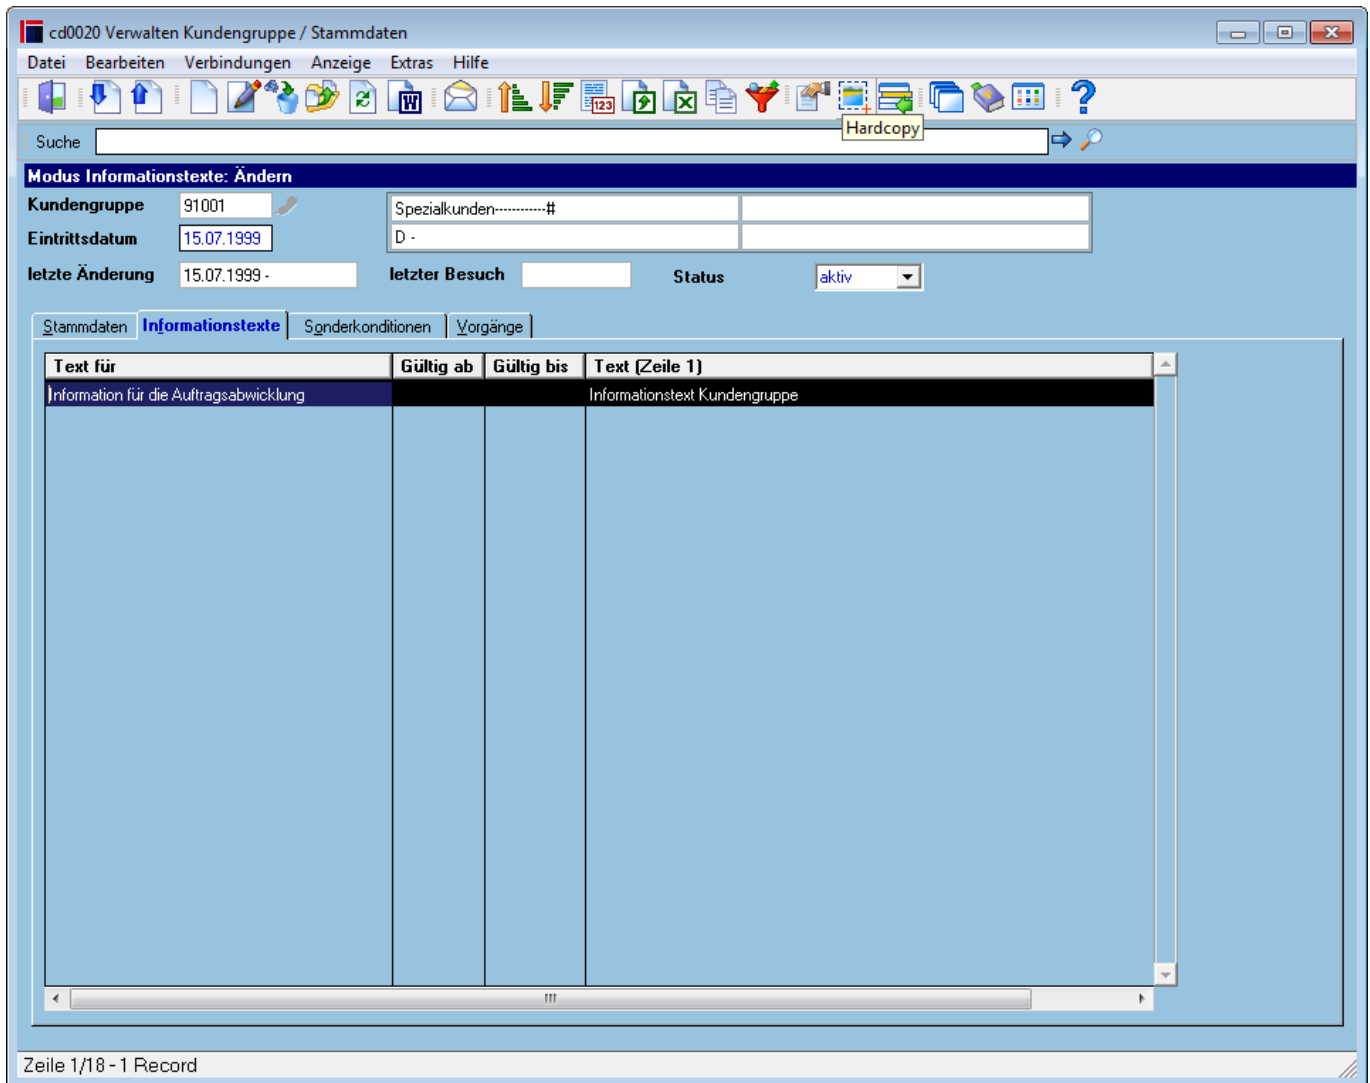 cd0020 Verwalten Kundengruppe / Stammdaten
Datei Bearbeiten Verbindungen Anzeige Extras Hilfe
W 123
Hardcopy
Suche
Modus Informationstexte: Ändern
Kundengruppe 91001 Spezialkunden------------#
Eintrittsdatum 15.07.1999 D -
letzte Änderung 15.07.1999 - letzter Besuch Status aktiv
Stammdaten Informationstexte Sonderkonditionen Vorgänge
Text für Gültig ab Gültig bis Text (Zeile 1)
Information für die Auftragsabwicklung Informationstext Kundengruppe
Zeile 1/18 - 1 Record